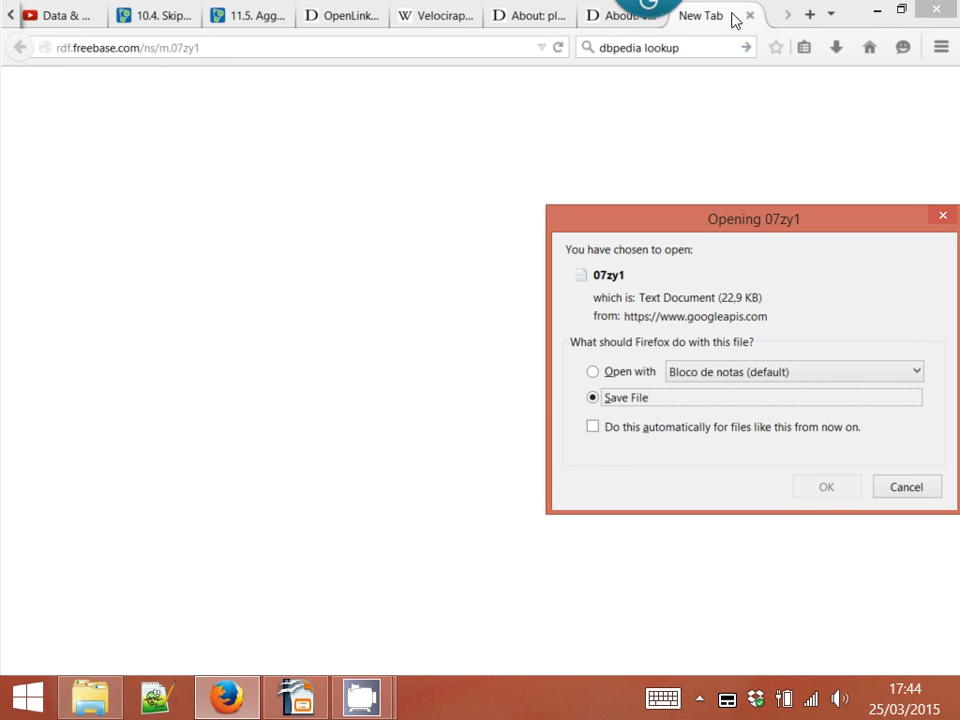 Data & ...
10.4. Skip...
11.5. Agg...
D OpenLink...
W Velocirap...
D About: pl...
D About: v...
New Tab
rdf.freebase.com/ns/m.07zy1
dbpedia lookup
Opening 07zy1
You have chosen to open:
07zy1
which is: Text Document (22,9 KB)
from: https://www.googleapis.com
What should Firefox do with this file?
Open with
Bloco de notas (default)
Save File
Do this automatically for files like this from now on.
OK
Cancel
17:44
25/03/2015